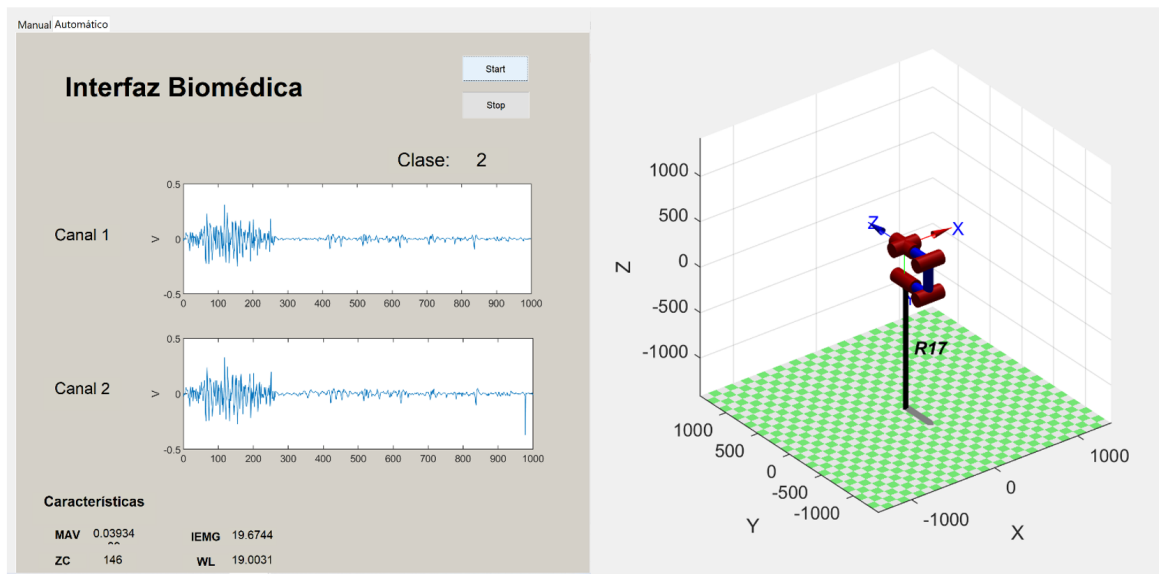 Manual Automático
Interfaz Biomédica
Start
Stop
Clase: 2
Canal 1
V
0.5
0
-0.5
0 100 200 300 400 500 600 700 800 900 1000
Canal 2
V
0.5
0
-0.5
0 100 200 300 400 500 600 700 800 900 1000
Características
MAV 0.03934
IEMG 19.6744
ZC 146
WL 19.0031
1000
500
0
-500
-1000
Z
Z
X
Y
R17
1000
500
0
-500
-1000
Y
-1000
0
1000
X